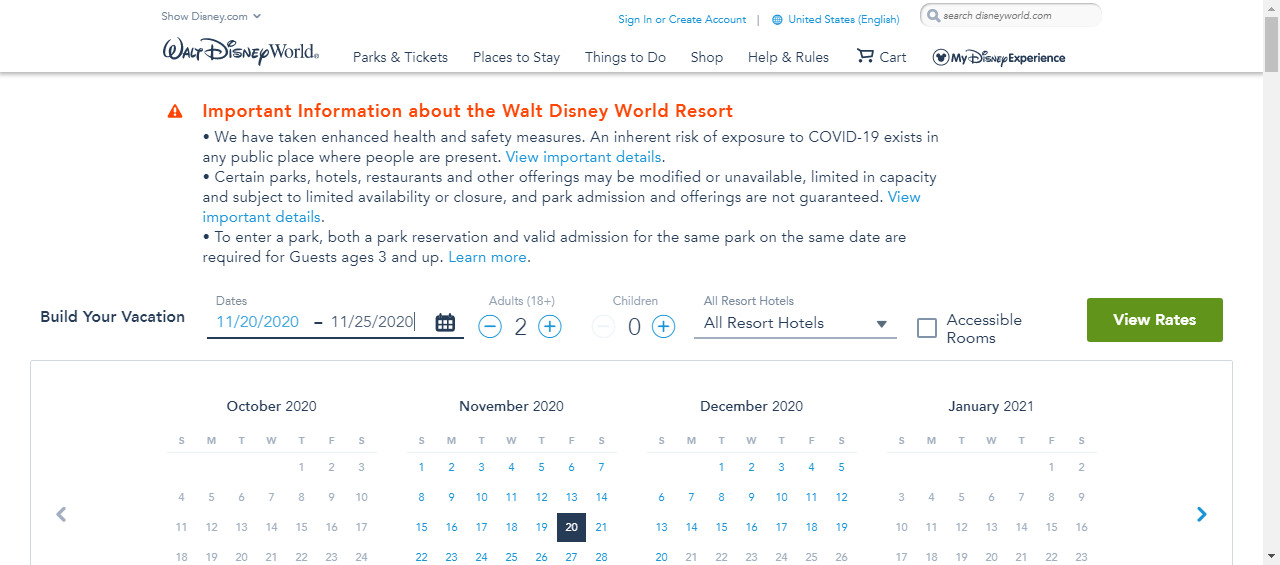 Show Disney.com
Sign In or Create Account | United States (English)
search disneyworld.com
Walt Disney World®
Pars & Tickets Places to Stay Things to Do Shop Help & Rules Cart My Disney Experience
Important Information about the Walt Disney World Resort
• We have taken enhanced health and safety measures. An inherent risk of exposure to COVID-19 exists in
any public place where people are present. View important details.
• Certain parks, hotels, restaurants and other offerings may be modified or unavailable, limited in capacity
and subject to limited availability or closure, and park admission and offerings are not guaranteed. View
important details.
• To enter a park, both a park reservation and valid admission for the same park on the same date are
required for Guests ages 3 and up. Learn more.
Build Your Vacation
Dates
11/20/2020 – 11/25/2020
Adults (18+)
2
Children
0
All Resort Hotels
All Resort Hotels
Accessible
Rooms
View Rates
October 2020
S M T W T F S
1 2 3
4 5 6 7 8 9 10
11 12 13 14 15 16 17
18 19 20 21 22 23 24
November 2020
S M T W T F S
1 2 3 4 5 6 7
8 9 10 11 12 13 14
15 16 17 18 19 20 21
22 23 24 25 26 27 28
December 2020
S M T W T F S
1 2 3 4 5
6 7 8 9 10 11 12
13 14 15 16 17 18 19
20 21 22 23 24 25 26
January 2021
S M T W T F S
1 2
3 4 5 6 7 8 9
10 11 12 13 14 15 16
17 18 19 20 21 22 23